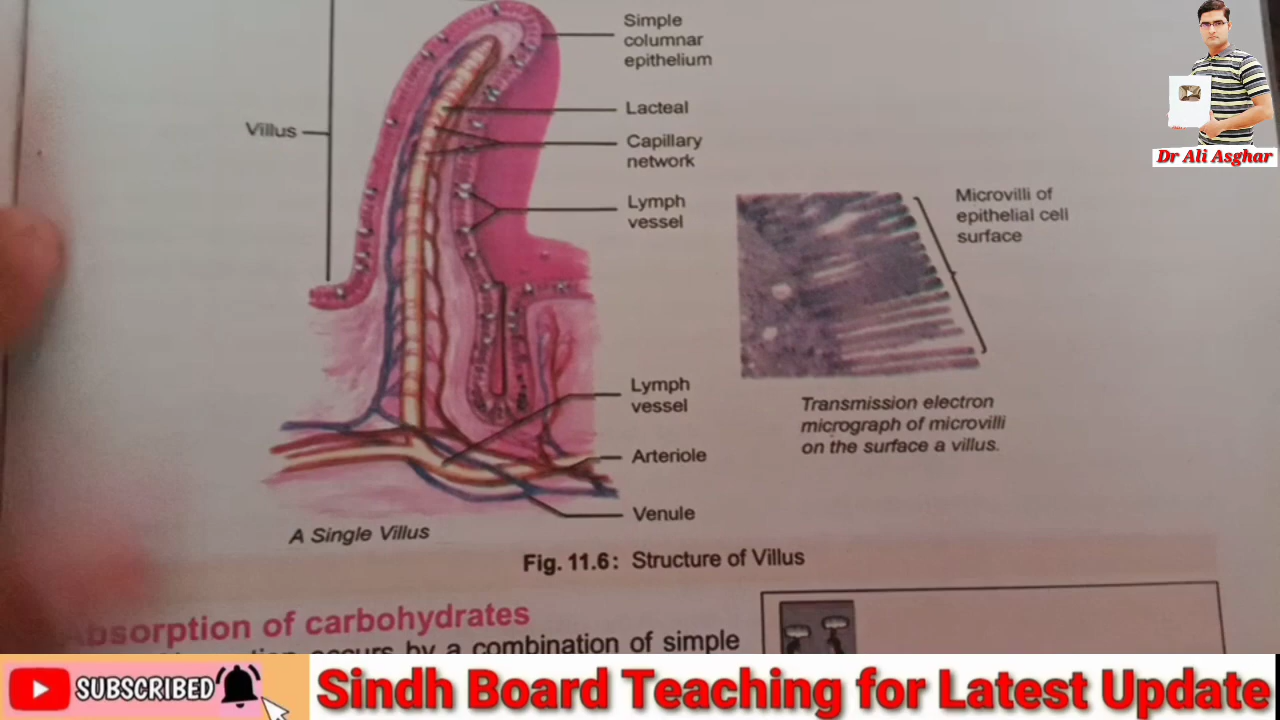 Simple
columnar
epithelium
Lacteal
Villus
Capillary
network
Lymph
vessel
Microvilli of
epithelial cell
surface
Lymph
vessel
Transmission electron
micrograph of microvilli
on the surface a villus.
Arteriole
Venule
A Single Villus
Fig. 11.6: Structure of Villus
Absorption of carbohydrates
occurs by a combination of simple
Dr Ali Asghar
SUBSCRIBED
Sindh Board Teaching for Latest Update